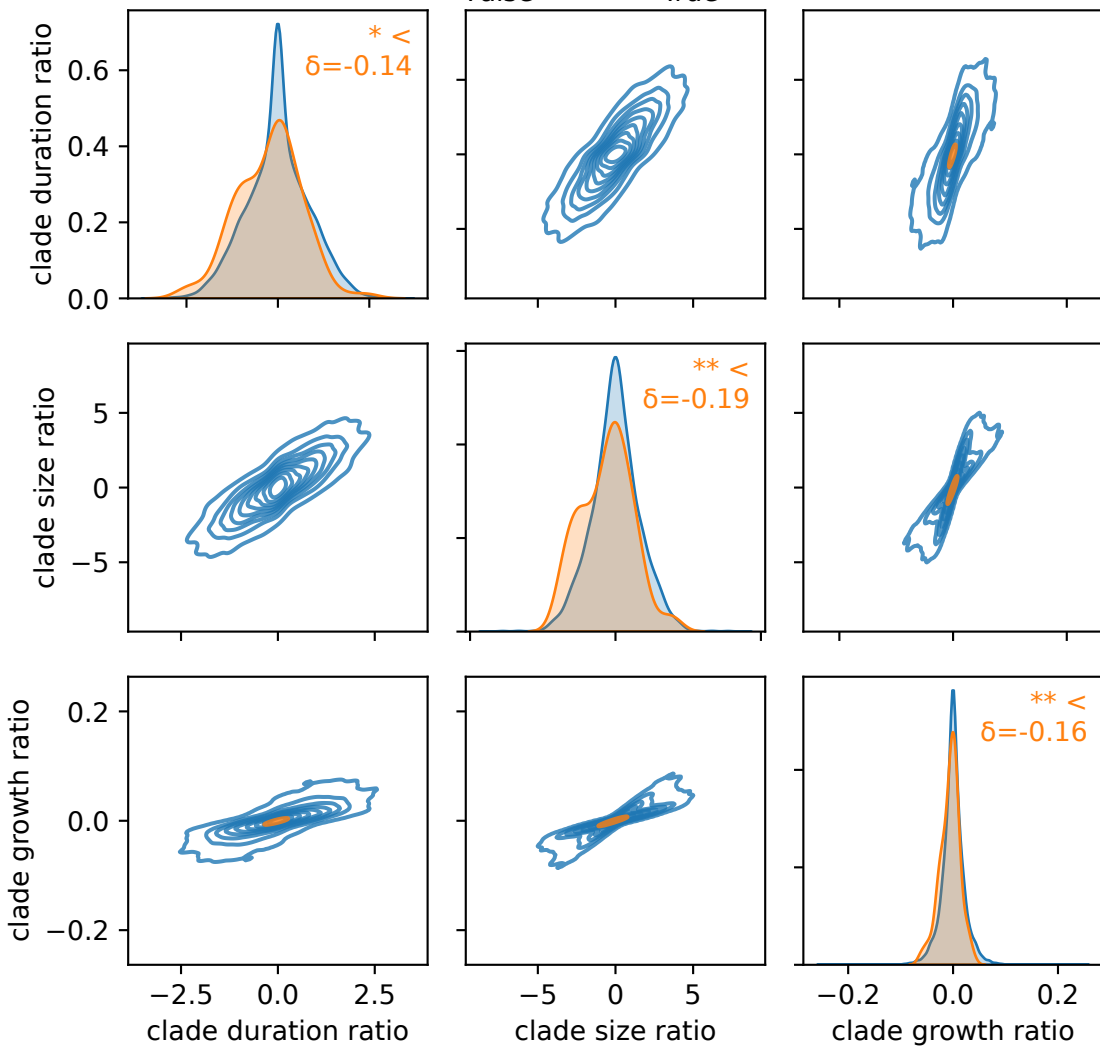 clade duration ratio
0.6
0.4
0.2
0.0
* <
δ=-0.14
clade size ratio
5
0
−5
** <
δ=-0.19
clade growth ratio
0.2
0.0
−0.2
** <
δ=-0.16
−2.5 0.0 2.5
clade duration ratio
−5 0 5
clade size ratio
−0.2 0.0 0.2
clade growth ratio